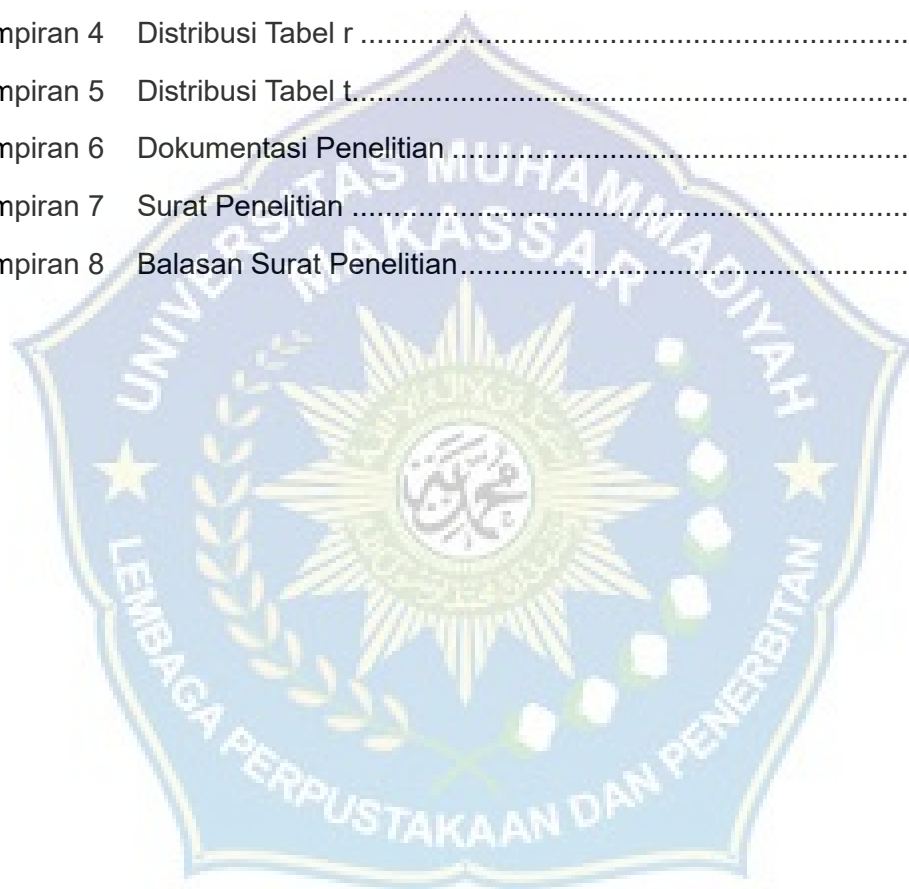 mpiran 4 Distribusi Tabel r ........................................................................
mpiran 5 Distribusi Tabel t.........................................................................
mpiran 6 Dokumentasi Penelitian .............................................................
mpiran 7 Surat Penelitian .........................................................................
mpiran 8 Balasan Surat Penelitian............................................................
UNIVERSITAS MUHAMMADIYAH
MAKASSAR
LEMBAGA PERPUSTAKAAN DAN PENERBITAN